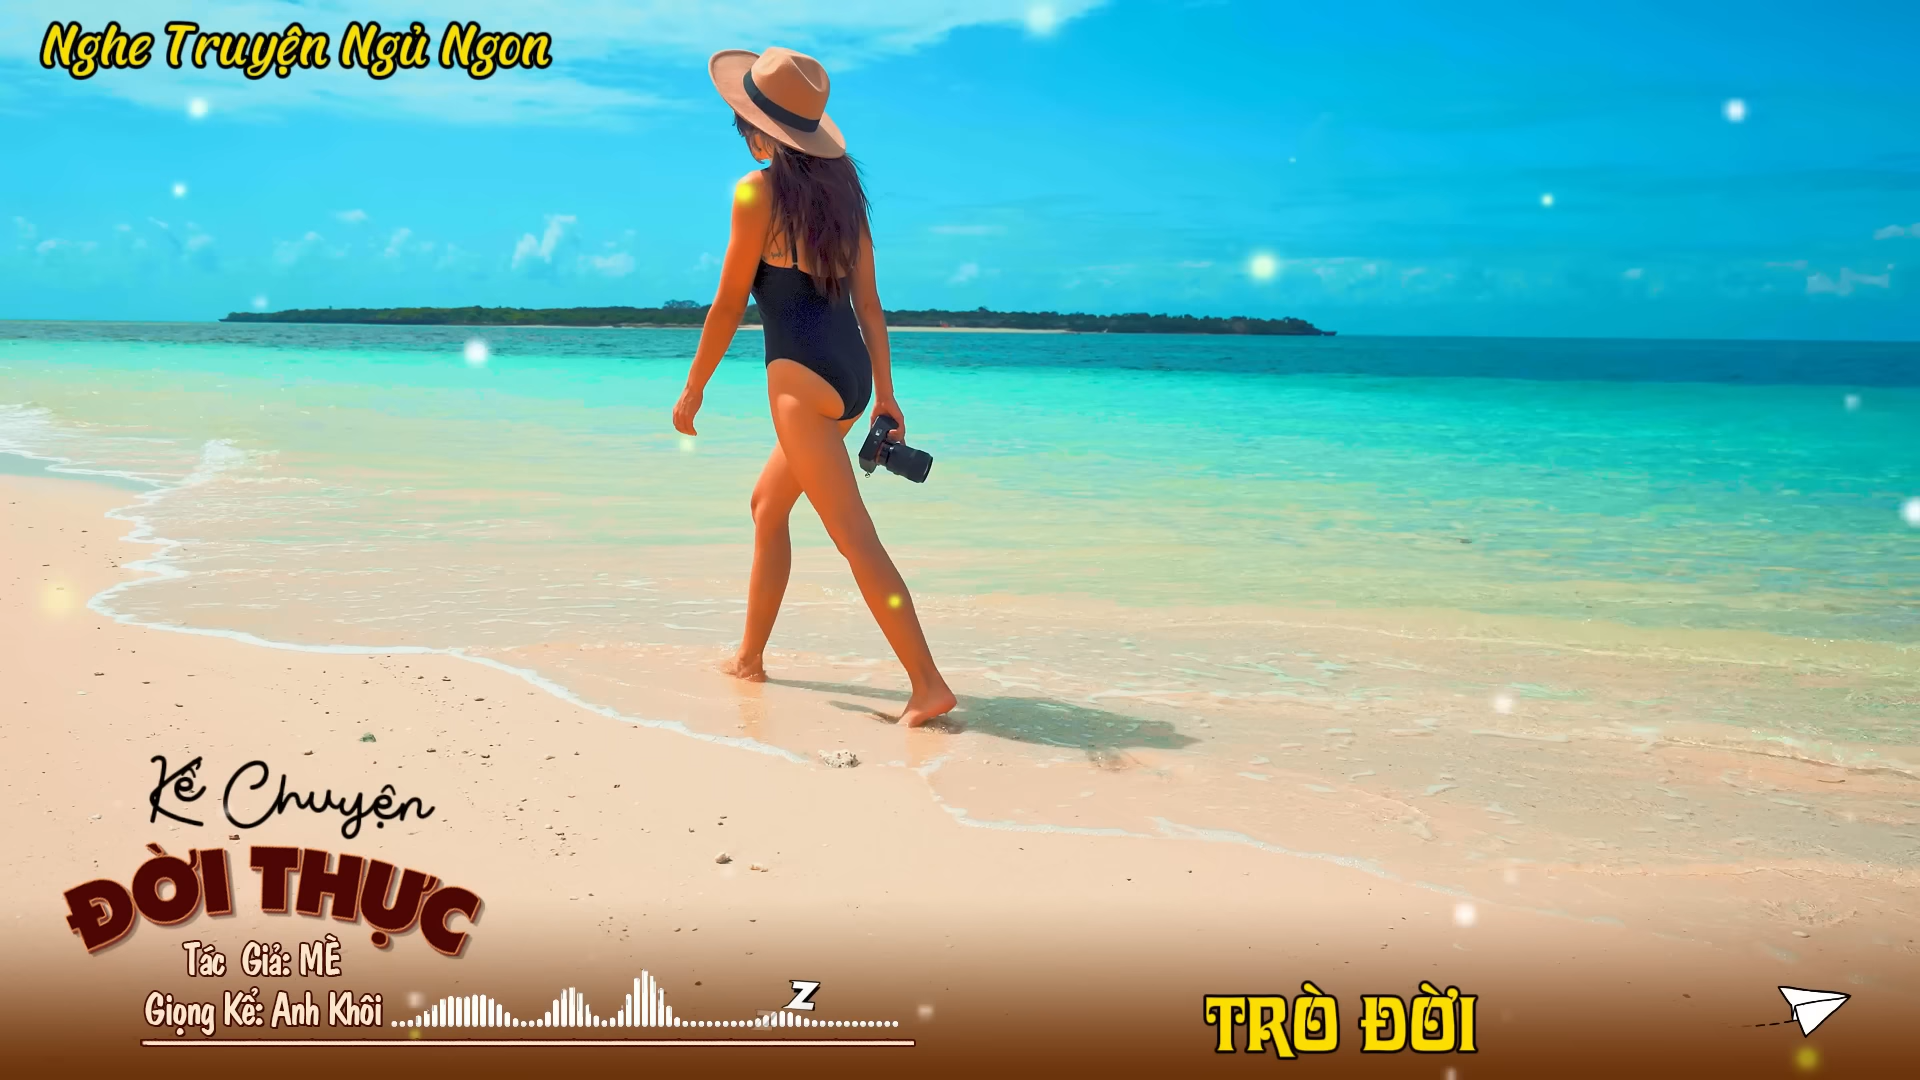 Nghe Truyện Ngủ Ngon
Kể Chuyện
ĐỜI THỰC
Tác Giả: MÈ
Giọng Kể: Anh Khôi
Z
TRÒ ĐỜI